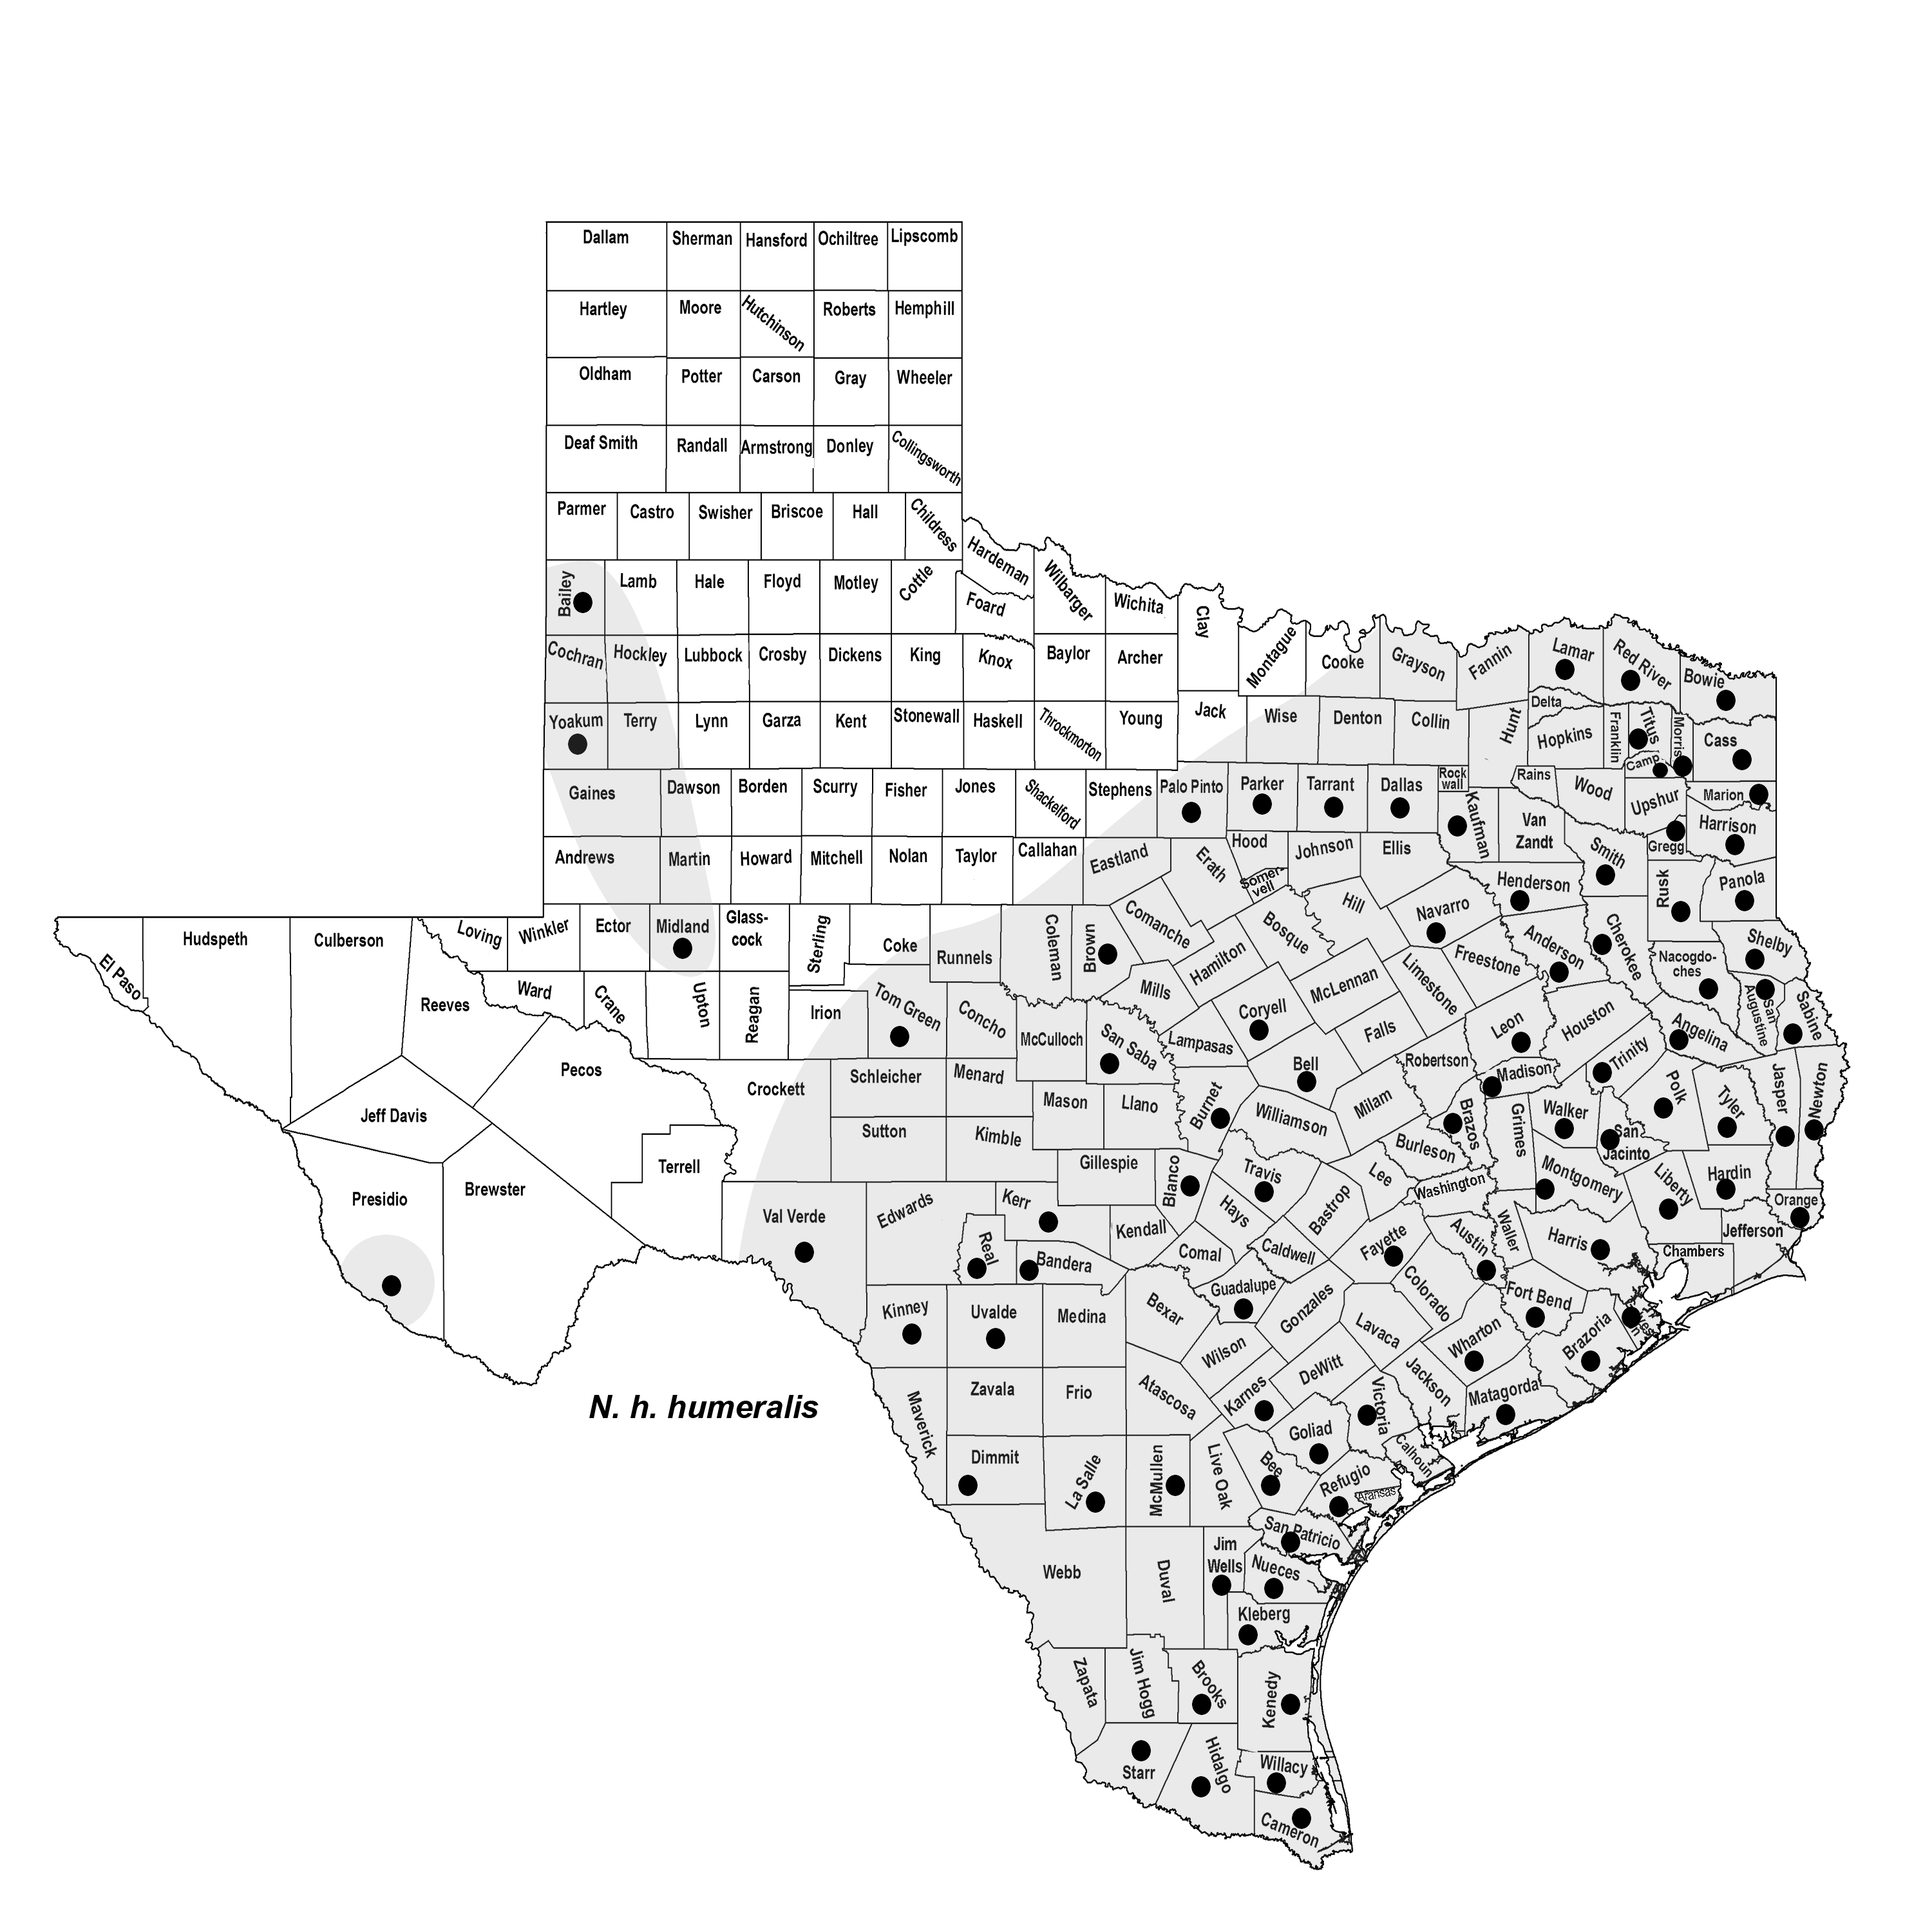 Dallam Sherman Hansford Ochiltree Lipscomb
Hartley Moore Hutchinson Roberts Hemphill
Oldham Potter Carson Gray Wheeler
Deaf Smith Randall Armstrong Donley Collingsworth
Parmer Castro Swisher Briscoe Hall Childress
Hardeman
Bailey Lamb Hale Floyd Motley Cottle Foard Wilbarger Wichita Clay
Cochran Hockley Lubbock Crosby Dickens King Knox Baylor Archer Montague Cooke Grayson Fannin Lamar Red River Bowie
Yoakum Terry Lynn Garza Kent Stonewall Haskell Throckmorton Young Jack Wise Denton Collin Hunt Delta Hopkins Franklin Titus Morris Cass
Gaines Dawson Borden Scurry Fisher Jones Shackelford Stephens Palo Pinto Parker Tarrant Dallas Rock
wall Kaufman Rains Wood Camp Upshur Marion
Harrison
Andrews Martin Howard Mitchell Nolan Taylor Callahan Eastland Erath Hood Johnson Ellis Van
Zandt Smith Gregg
Somer-
vell Henderson Rusk Panola
El Paso Hudspeth Culberson Loving Winkler Ector Midland Glass-
cock Sterling Coke Runnels Coleman Brown Comanche Hamilton Bosque Hill Navarro Freestone Anderson Cherokee Nacogdo-
ches Shelby
Reeves Ward Crane Upton Reagan Irion Tom Green Concho McCulloch San Saba Mills Lampasas Coryell McLennan Limestone Falls Leon Houston Trinity Angelina San
Augustine Sabine
Jeff Davis Pecos Crockett Schleicher Menard Mason Llano Burnet Bell Williamson Milam Robertson Madison Brazos Grimes Walker Polk Tyler Jasper Newton
Sutton Kimble San
Jacinto
Presidio Brewster Terrell Gillespie Blanco Travis Lee Burleson Washington Montgomery Liberty Hardin Orange
Val Verde Edwards Kerr Real Bandera Kendall Comal Hays Caldwell Bastrop Fayette Austin Waller Harris Chambers Jefferson
Kinney Uvalde Medina Bexar Guadalupe Gonzales Lavaca Colorado Wharton Fort Bend Brazoria
N. h. humeralis
Maverick Zavala Frio Atascosa Wilson Karnes DeWitt Victoria Jackson Matagorda
Dimmit La Salle McMullen Live Oak Bee Goliad Refugio Calhoun Aransas
San Patricio
Webb Duval Jim
Wells Nueces
Kleberg
Zapata Jim Hogg Brooks Kenedy
Starr Hidalgo Willacy
Cameron